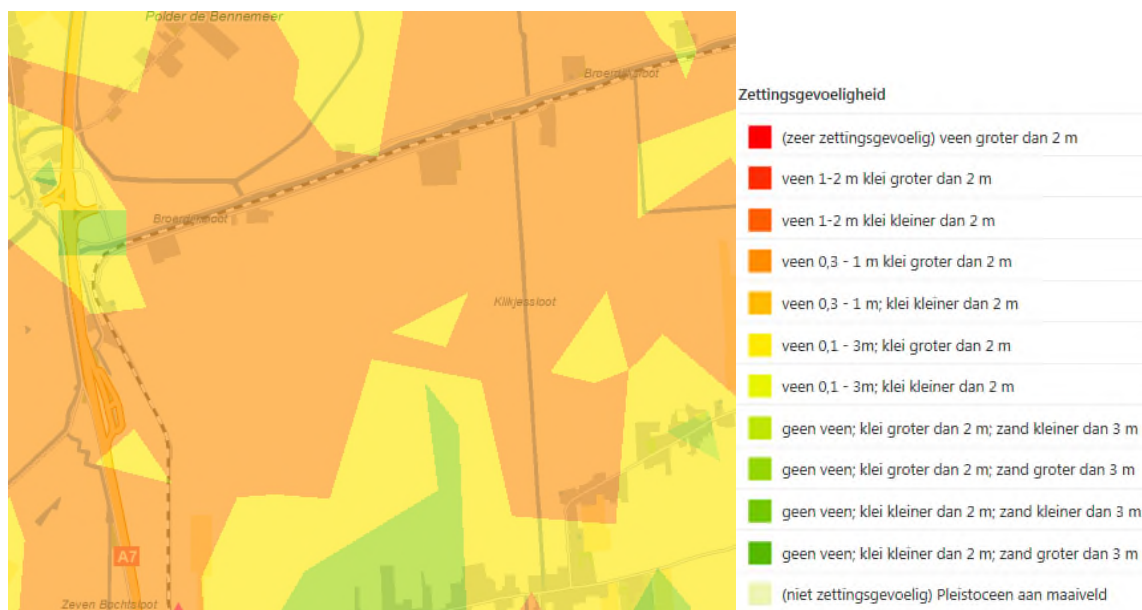 Polder de Bennemeer
Broerdijksloot
Broerdijksloot
Klikjessloot
A7
Zeven Bochtsloot
Zettingsgevoeligheid
(zeer zettingsgevoelig) veen groter dan 2 m
veen 1-2 m klei groter dan 2 m
veen 1-2 m klei kleiner dan 2 m
veen 0,3 - 1 m klei groter dan 2 m
veen 0,3 - 1 m; klei kleiner dan 2 m
veen 0,1 - 3m; klei groter dan 2 m
veen 0,1 - 3m; klei kleiner dan 2 m
geen veen; klei groter dan 2 m; zand kleiner dan 3 m
geen veen; klei groter dan 2 m; zand groter dan 3 m
geen veen; klei kleiner dan 2 m; zand kleiner dan 3 m
geen veen; klei kleiner dan 2 m; zand groter dan 3 m
(niet zettingsgevoelig) Pleistoceen aan maaiveld